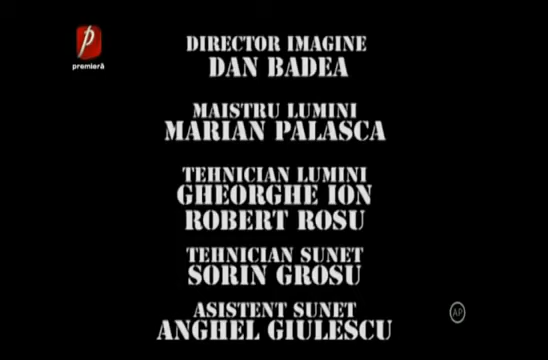 p
premieră
DIRECTOR IMAGINE
DAN BADEA
MAISTRU LUMINI
MARIAN PALASCA
TEHNICIAN LUMINI
GHEORGHE ION
ROBERT ROSU
TEHNICIAN SUNET
SORIN GROSU
ASISTENT SUNET
ANGHEL GIULESCU
AP